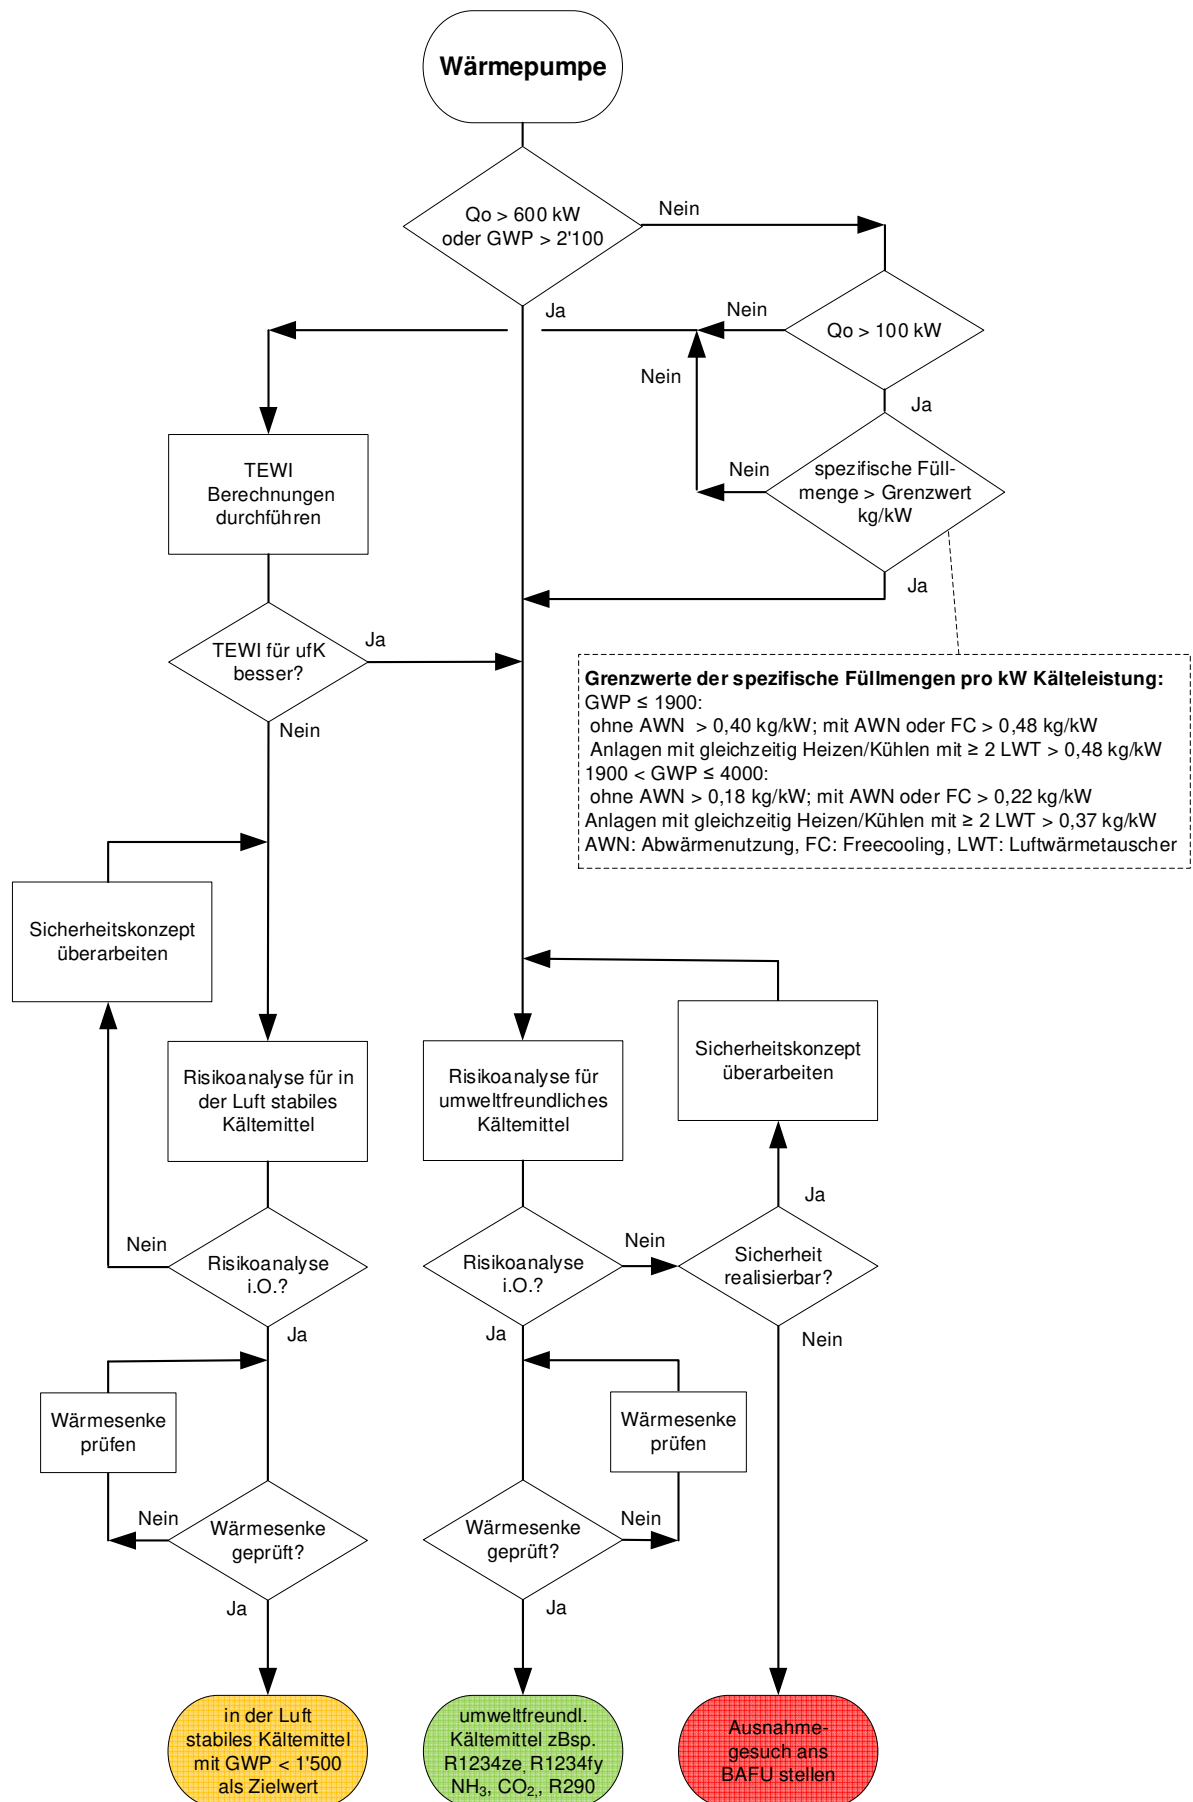 Wärmepumpe
Qo > 600 kW
oder GWP > 2'100
Nein
Ja
Nein
Qo > 100 kW
Nein
Ja
TEWI
Berechnungen
durchführen
Nein
spezifische Füll-
menge > Grenzwert
kg/kW
Ja
TEWI für ufK
besser?
Ja
Nein
Grenzwerte der spezifische Füllmengen pro kW Kälteleistung:
GWP ≤ 1900:
ohne AWN > 0,40 kg/kW; mit AWN oder FC > 0,48 kg/kW
Anlagen mit gleichzeitig Heizen/Kühlen mit ≥ 2 LWT > 0,48 kg/kW
1900 < GWP ≤ 4000:
ohne AWN > 0,18 kg/kW; mit AWN oder FC > 0,22 kg/kW
Anlagen mit gleichzeitig Heizen/Kühlen mit ≥ 2 LWT > 0,37 kg/kW
AWN: Abwärmenutzung, FC: Freecooling, LWT: Luftwärmetauscher
Sicherheitskonzept
überarbeiten
Risikoanalyse für in
der Luft stabiles
Kältemittel
Risikoanalyse für
umweltfreundliches
Kältemittel
Sicherheitskonzept
überarbeiten
Ja
Nein
Risikoanalyse
i.O.?
Ja
Risikoanalyse
i.O.?
Nein
Ja
Sicherheit
realisierbar?
Nein
Wärmesenke
prüfen
Wärmesenke
prüfen
Nein
Wärmesenke
geprüft?
Ja
Wärmesenke
geprüft?
Nein
Ja
in der Luft
stabiles Kältemittel
mit GWP < 1'500
als Zielwert
umweltfreundl.
Kältemittel zBsp.
R1234ze, R1234fy
NH₃, CO₂,, R290
Ausnahme-
gesuch ans
BAFU stellen